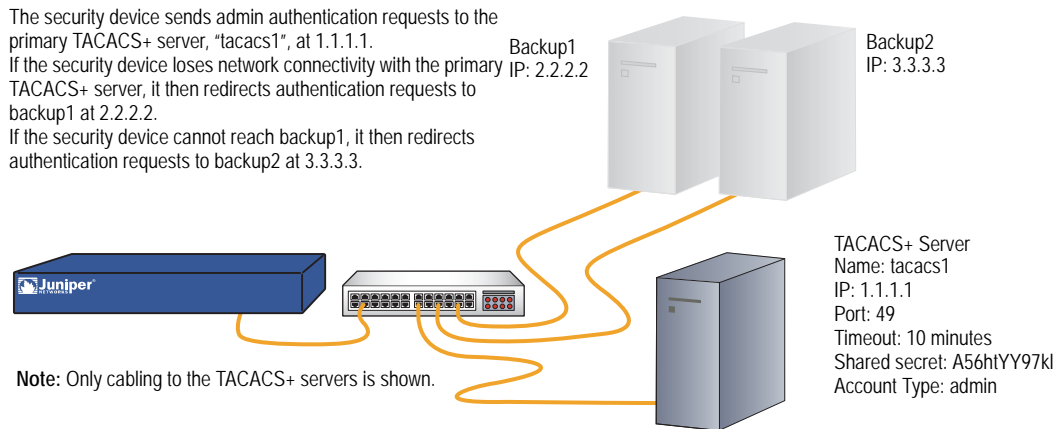 The security device sends admin authentication requests to the
primary TACACS+ server, “tacacs1”, at 1.1.1.1.
If the security device loses network connectivity with the primary
TACACS+ server, it then redirects authentication requests to
backup1 at 2.2.2.2.
If the security device cannot reach backup1, it then redirects
authentication requests to backup2 at 3.3.3.3.
Backup1
IP: 2.2.2.2
Backup2
IP: 3.3.3.3
Juniper®
NETWORKS
TACACS+ Server
Name: tacacs1
IP: 1.1.1.1
Port: 49
Timeout: 10 minutes
Shared secret: A56htYY97kl
Account Type: admin
Note: Only cabling to the TACACS+ servers is shown.